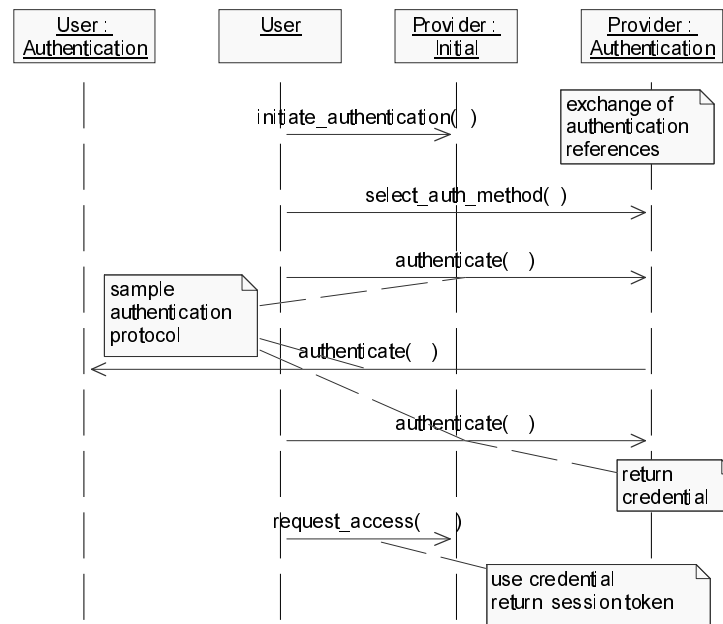 User :
Authentication
User
Provider :
Initial
Provider :
Authentication
exchange of
authentication
references
initiate_authentication( )
select_auth_method( )
authenticate( )
sample
authentication
protocol
authenticate( )
authenticate( )
return
credential
request_access( )
use credential
return session token